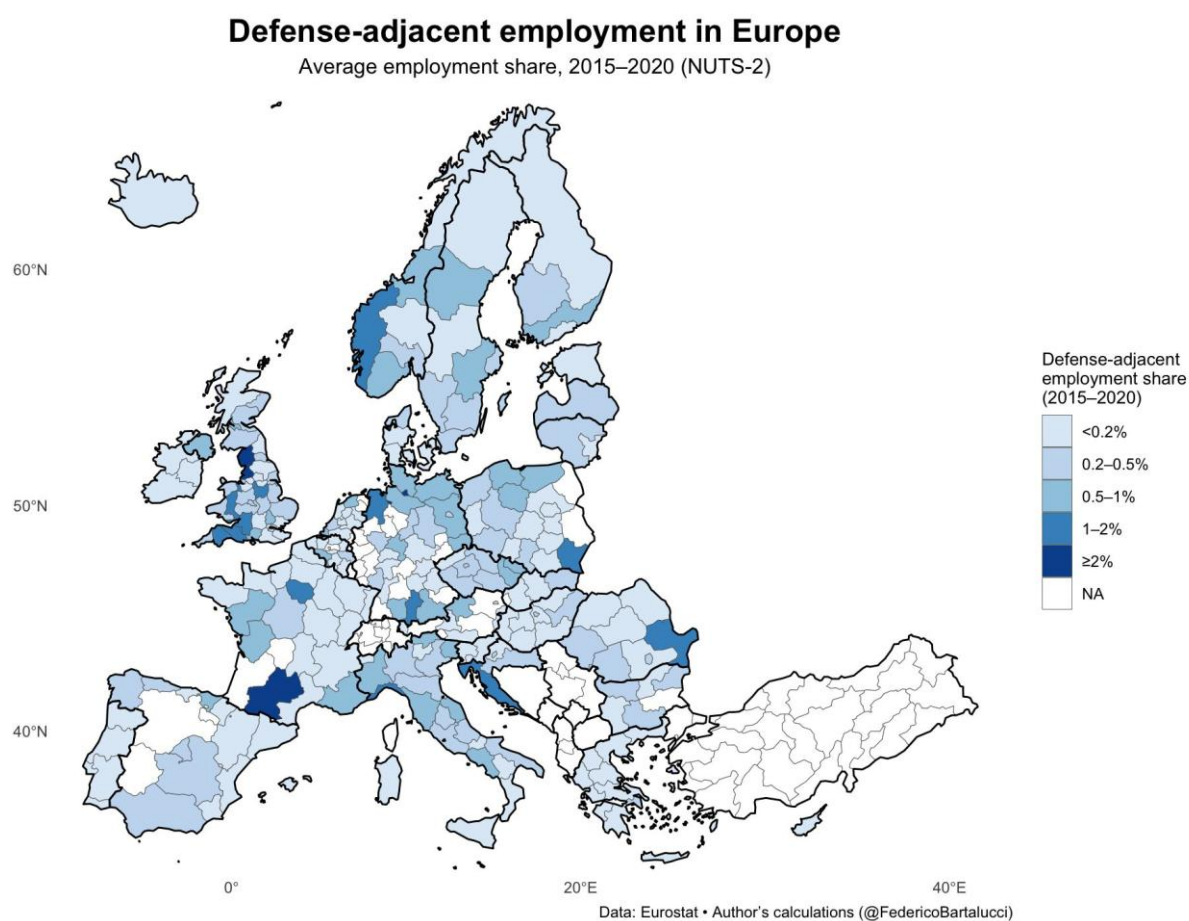 Defense-adjacent employment in Europe
Average employment share, 2015–2020 (NUTS-2)
60°N
50°N
40°N
0°
20°E
40°E
Defense-adjacent
employment share
(2015–2020)
<0.2%
0.2–0.5%
0.5–1%
1–2%
≥2%
NA
Data: Eurostat • Author's calculations (@FedericoBartalucci)